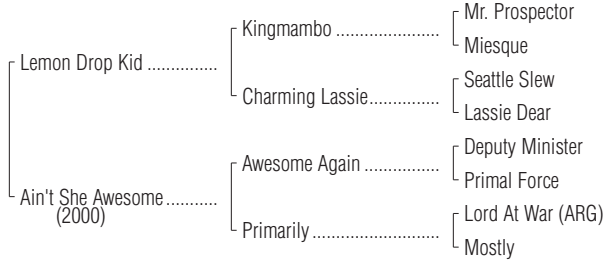 Mr. Prospector
Kingmambo ..................
Miesque
Lemon Drop Kid ...............
Seattle Slew
Charming Lassie...............
Lassie Dear
Deputy Minister
Awesome Again ...............
Primal Force
Ain't She Awesome...........
(2000)
Lord At War (ARG)
Primarily .........................
Mostly